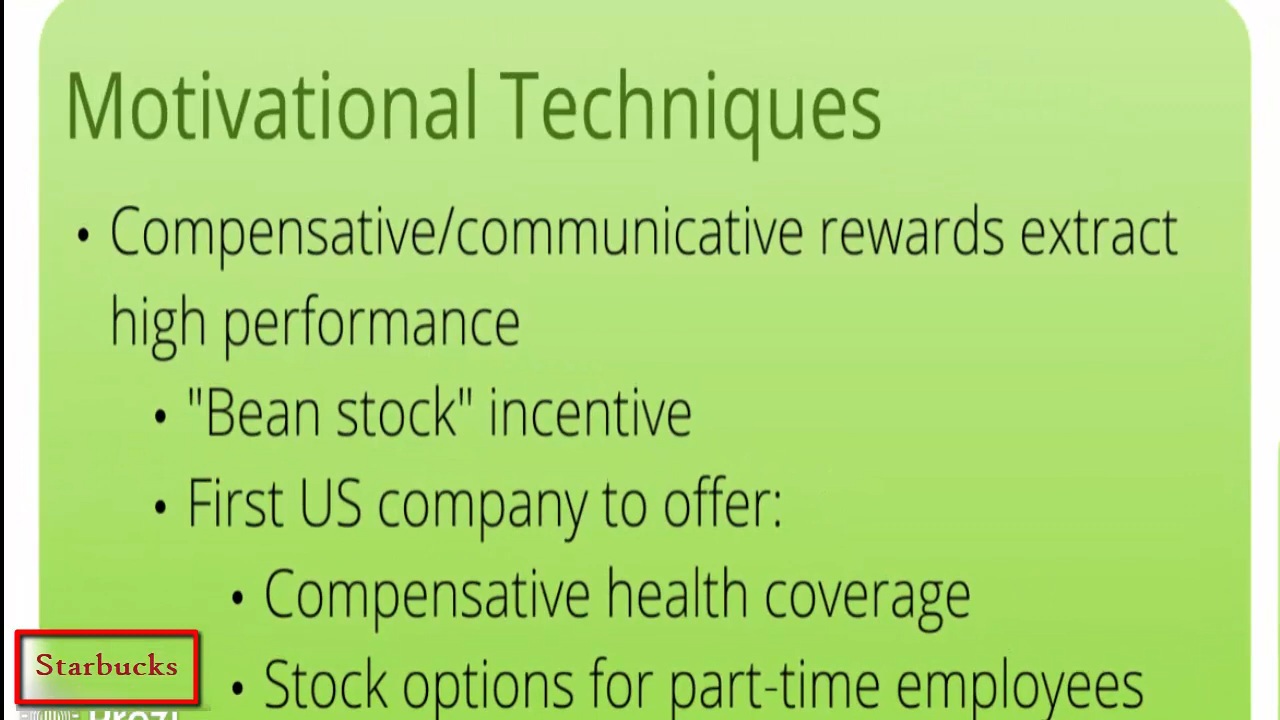 Motivational Techniques
• Compensative/communicative rewards extract
high performance
• "Bean stock" incentive
• First US company to offer:
• Compensative health coverage
Starbucks
• Stock options for part-time employees
Prezi